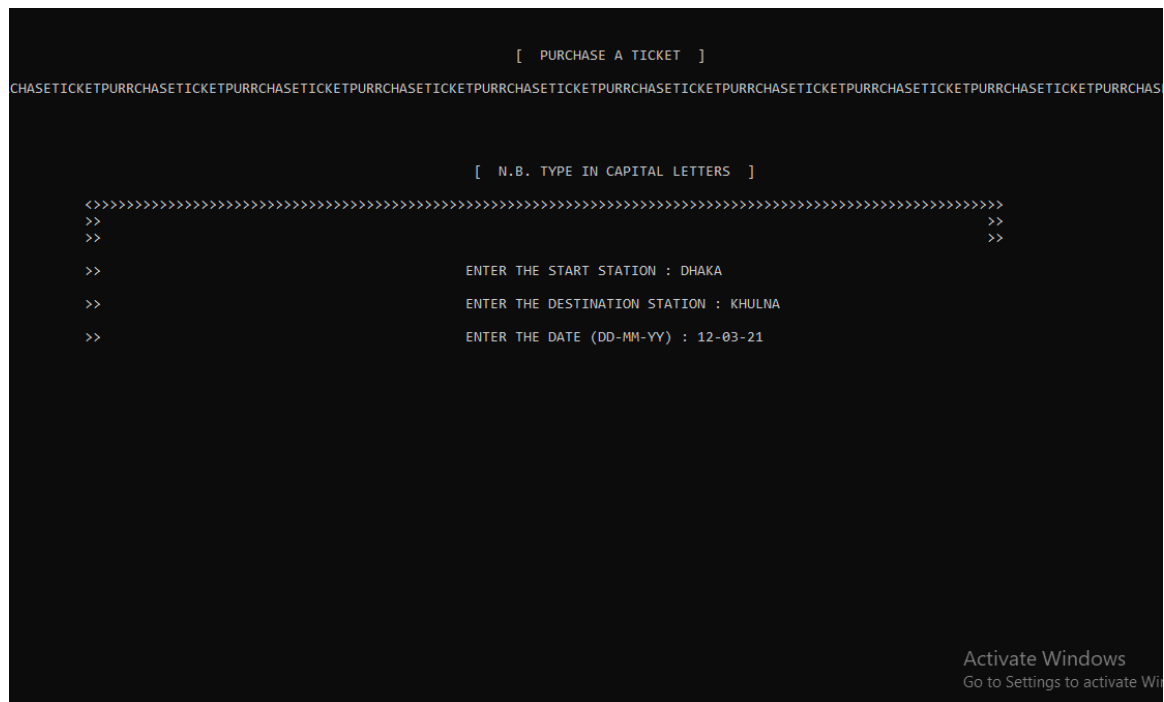 [  PURCHASE A TICKET  ]
CHASETICKETPURRCHASETICKETPURRCHASETICKETPURRCHASETICKETPURRCHASETICKETPURRCHASETICKETPURRCHASETICKETPURRCHASETICKETPURRCHASETICKETPURRCHAS
[  N.B. TYPE IN CAPITAL LETTERS  ]
<>>>>>>>>>>>>>>>>>>>>>>>>>>>>>>>>>>>>>>>>>>>>>>>>>>>>>>>>>>>>>>>>>>>>>>>>>>>>>>>>>>>>>>>>>>>>>>>>>>>>>>>>>>>>>>
>> >>
>> >>
>> ENTER THE START STATION : DHAKA
>> ENTER THE DESTINATION STATION : KHULNA
>> ENTER THE DATE (DD-MM-YY) : 12-03-21
Activate Windows
Go to Settings to activate Wi